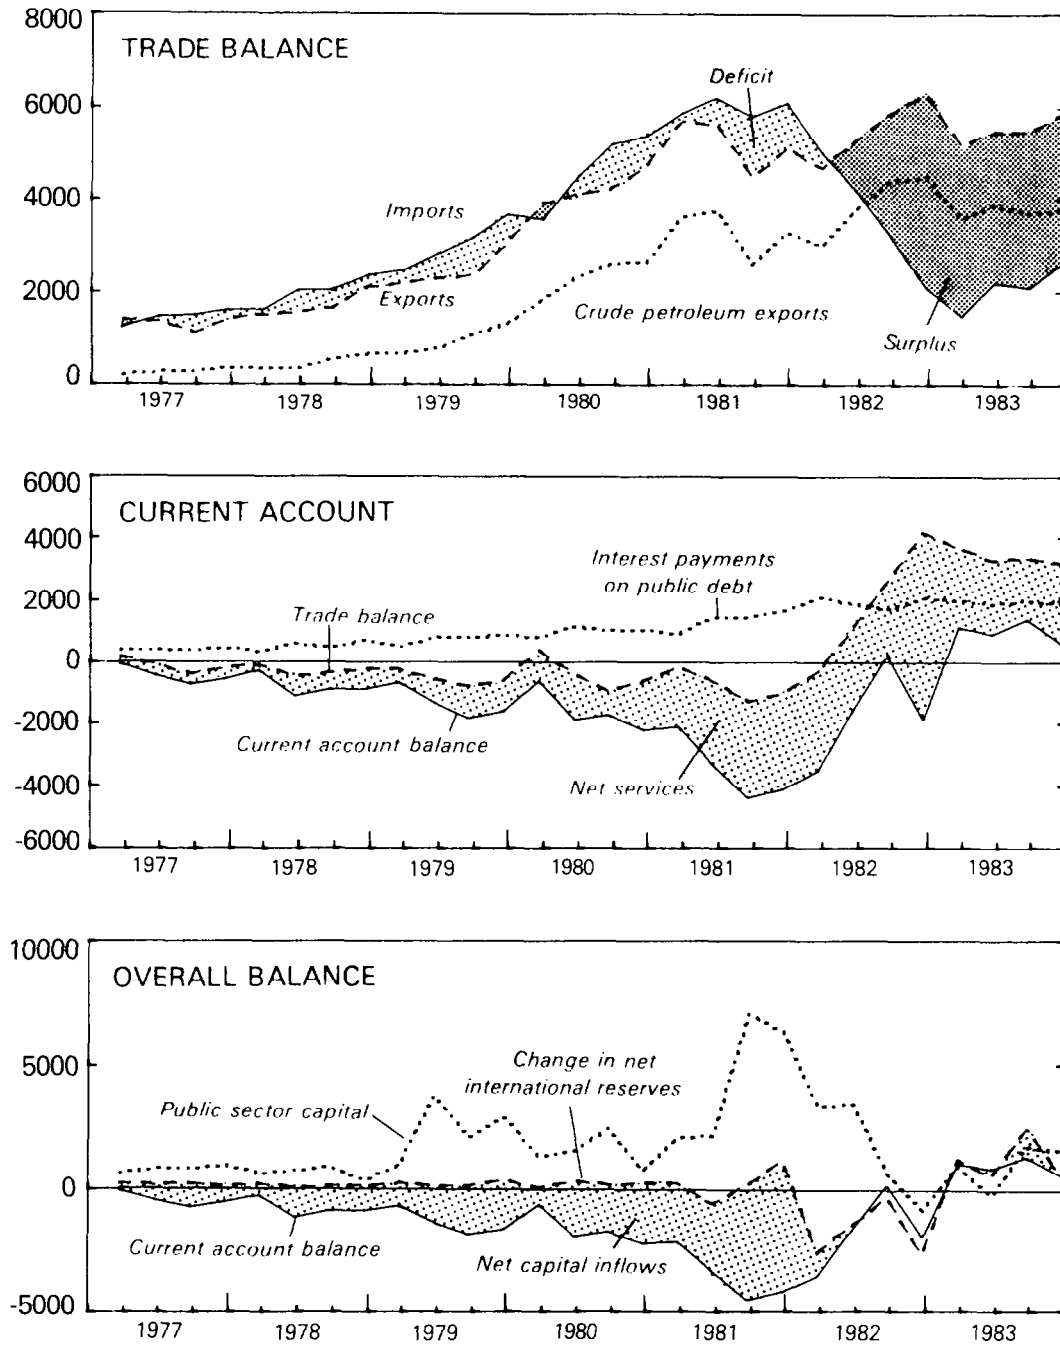 8000
TRADE BALANCE
Deficit
6000
4000
Imports
2000
Exports
Crude petroleum exports
Surplus
0
1977 1978 1979 1980 1981 1982 1983
6000
CURRENT ACCOUNT
4000
Interest payments
on public debt
2000
Trade balance
0
-2000
Current account balance
Net services
-4000
-6000
1977 1978 1979 1980 1981 1982 1983
10000
OVERALL BALANCE
5000
Change in net
international reserves
Public sector capital
0
Current account balance
Net capital inflows
-5000
1977 1978 1979 1980 1981 1982 1983